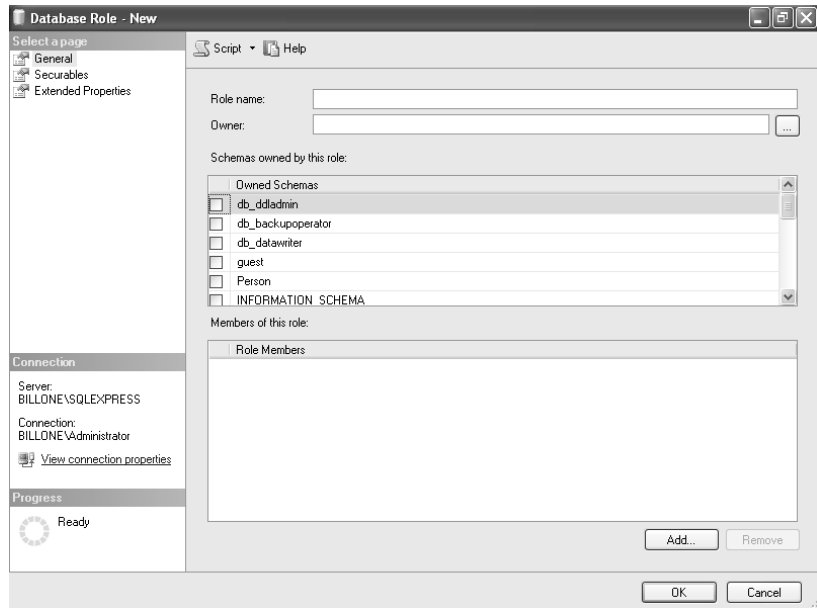 Database Role - New
Select a page
General
Securables
Extended Properties
Script
Help
Role name:
Owner:
...
Schemas owned by this role:
Owned Schemas
db_ddladmin
db_backupoperator
db_datawriter
guest
Person
INFORMATION_SCHEMA
Members of this role:
Role Members
Connection
Server:
BILLONE\SQLEXPRESS
Connection:
BILLONE\Administrator
View connection properties
Progress
Ready
Add...
Remove
OK
Cancel